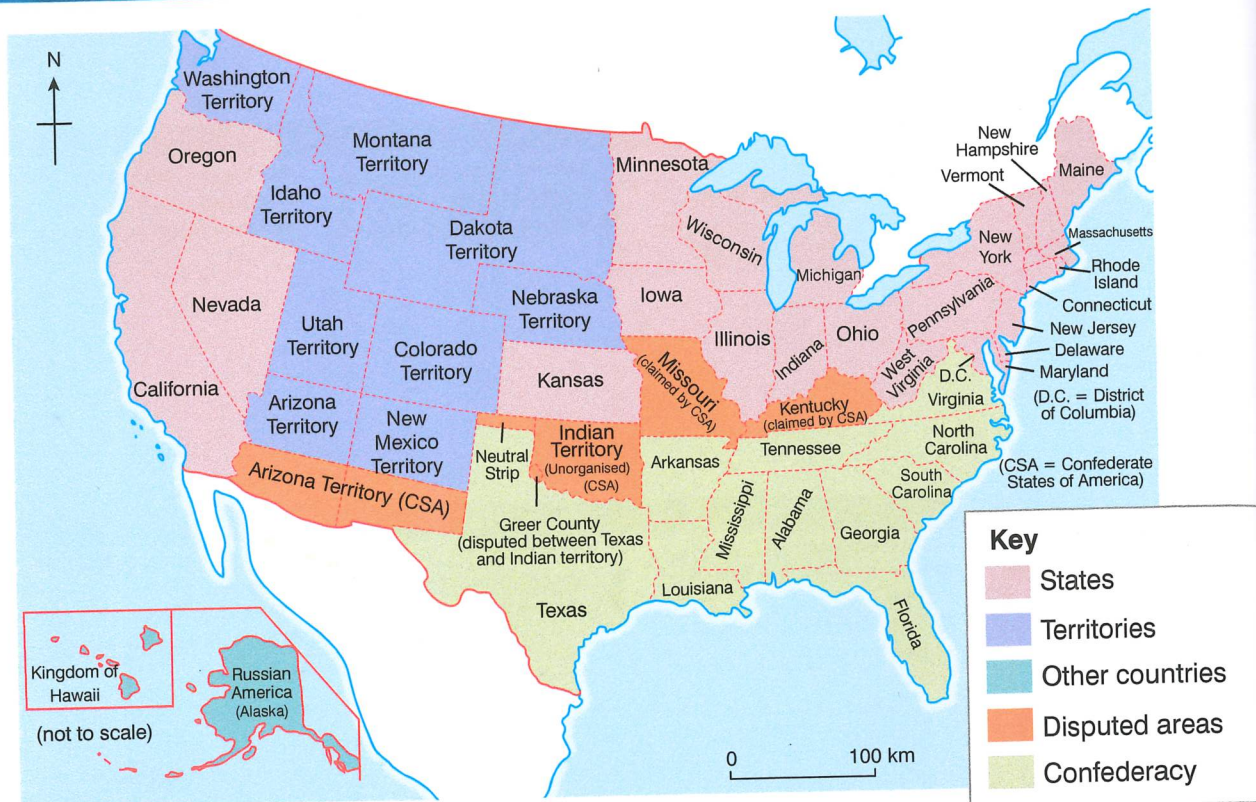 N
Washington
Territory
Oregon
Montana
Territory
Idaho
Territory
Dakota
Territory
Minnesota
Wisconsin
Michigan
New
Hampshire
Vermont
Maine
Massachusetts
New
York
Rhode
Island
Connecticut
Pennsylvania
New Jersey
Delaware
Maryland
(D.C. = District
of Columbia)
Nevada
Utah
Territory
Nebraska
Territory
Iowa
Illinois
Indiana
Ohio
West
Virginia
D.C.
Virginia
California
Colorado
Territory
Kansas
Missouri
(claimed by CSA)
Kentucky
(claimed by CSA)
Arizona
Territory
New
Mexico
Territory
Neutral
Strip
Indian
Territory
(Unorganised)
(CSA)
Arkansas
Tennessee
North
Carolina
South
Carolina
(CSA = Confederate
States of America)
Arizona Territory (CSA)
Greer County
(disputed between Texas
and Indian territory)
Mississippi
Alabama
Georgia
Texas
Louisiana
Florida
Kingdom of
Hawaii
Russian
America
(Alaska)
(not to scale)
0 100 km
Key
States
Territories
Other countries
Disputed areas
Confederacy